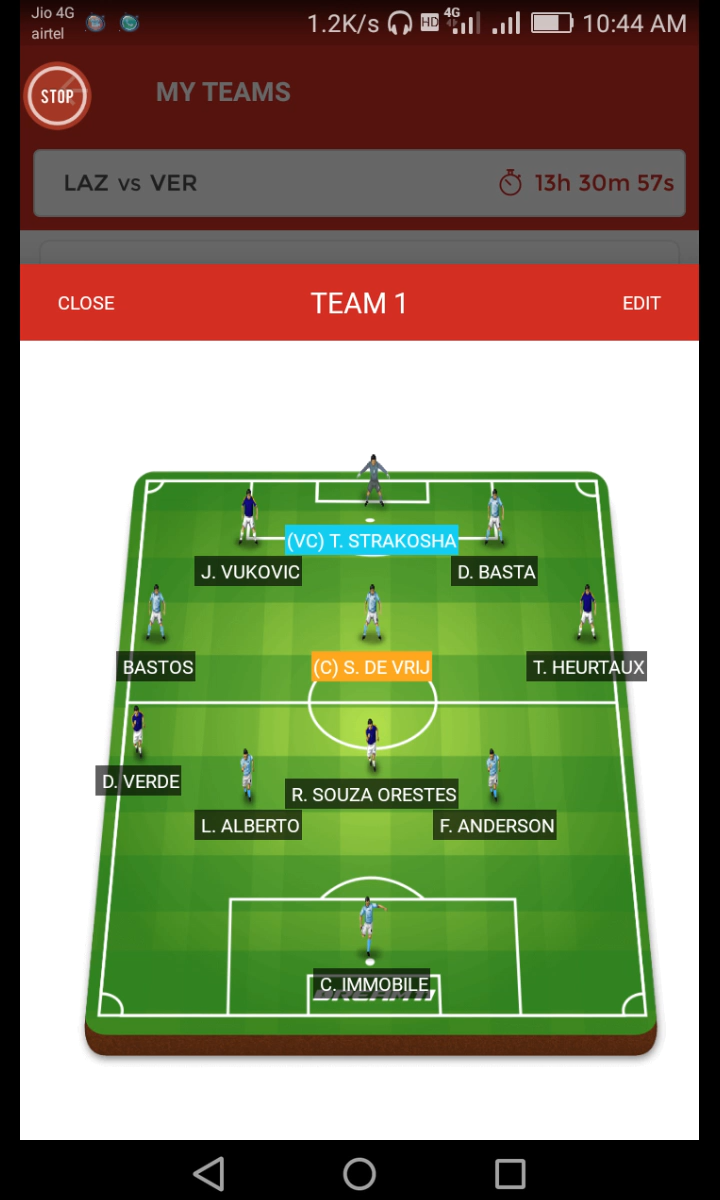 Jio 4G
airtel
1.2K/s HD 4G 10:44 AM
STOP
MY TEAMS
LAZ vs VER 13h 30m 57s
CLOSE TEAM 1 EDIT
(VC) T. STRAKOSHA
J. VUKOVIC D. BASTA
BASTOS (C) S. DE VRIJ T. HEURTAUX
D. VERDE R. SOUZA ORESTES
L. ALBERTO F. ANDERSON
C. IMMOBILE
DREAM11